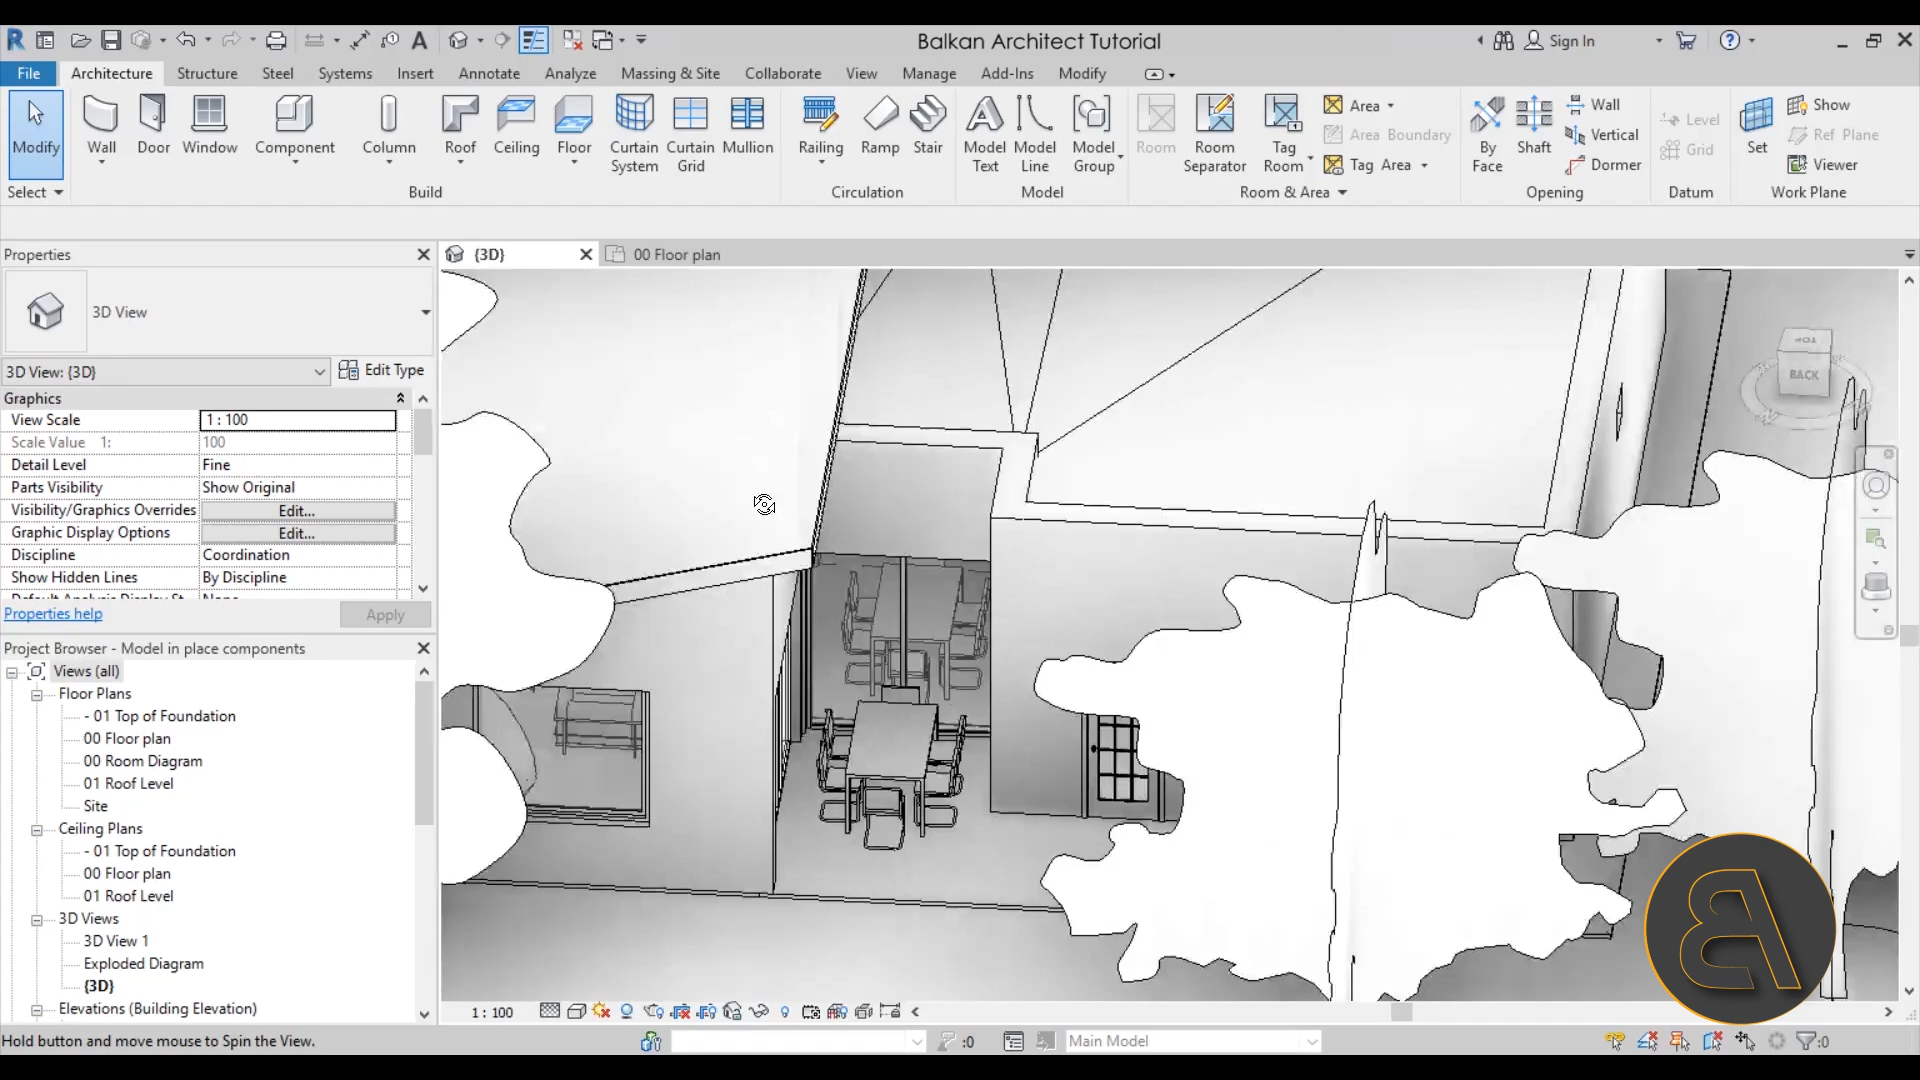 Balkan Architect Tutorial
Sign In
File Architecture Structure Steel Systems Insert Annotate Analyze Massing & Site Collaborate View Manage Add-Ins Modify
Modify Wall Door Window Component Column Roof Ceiling Floor Curtain System Curtain Grid Mullion Railing Ramp Stair Model Text Model Line Model Group Room Room Separator Tag Room Area Area Boundary Tag Area By Face Shaft Wall Vertical Dormer Level Grid Set Show Ref Plane Viewer
Select Build Circulation Model Room & Area Opening Datum Work Plane
Properties
{3D} 00 Floor plan
3D View
3D View: {3D} Edit Type
Graphics
View Scale 1 : 100
Scale Value 1: 100
Detail Level Fine
Parts Visibility Show Original
Visibility/Graphics Overrides Edit...
Graphic Display Options Edit...
Discipline Coordination
Show Hidden Lines By Discipline
Properties help Apply
Project Browser - Model in place components
Views (all)
Floor Plans
- 01 Top of Foundation
00 Floor plan
00 Room Diagram
01 Roof Level
Site
Ceiling Plans
- 01 Top of Foundation
00 Floor plan
01 Roof Level
3D Views
3D View 1
Exploded Diagram
{3D}
Elevations (Building Elevation)
TOP
BACK
1 : 100
Hold button and move mouse to Spin the View.
:0
Main Model
:0